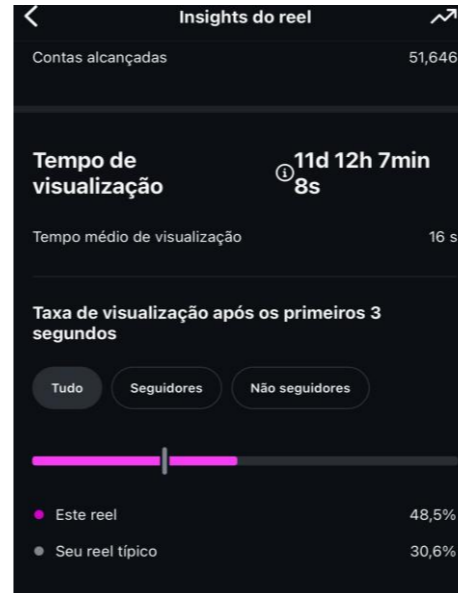 Insights do reel
Contas alcançadas 51,646
Tempo de visualização 11d 12h 7min 8s
Tempo médio de visualização 16 s
Taxa de visualização após os primeiros 3
segundos
Tudo Seguidores Não seguidores
Este reel 48,5%
Seu reel típico 30,6%